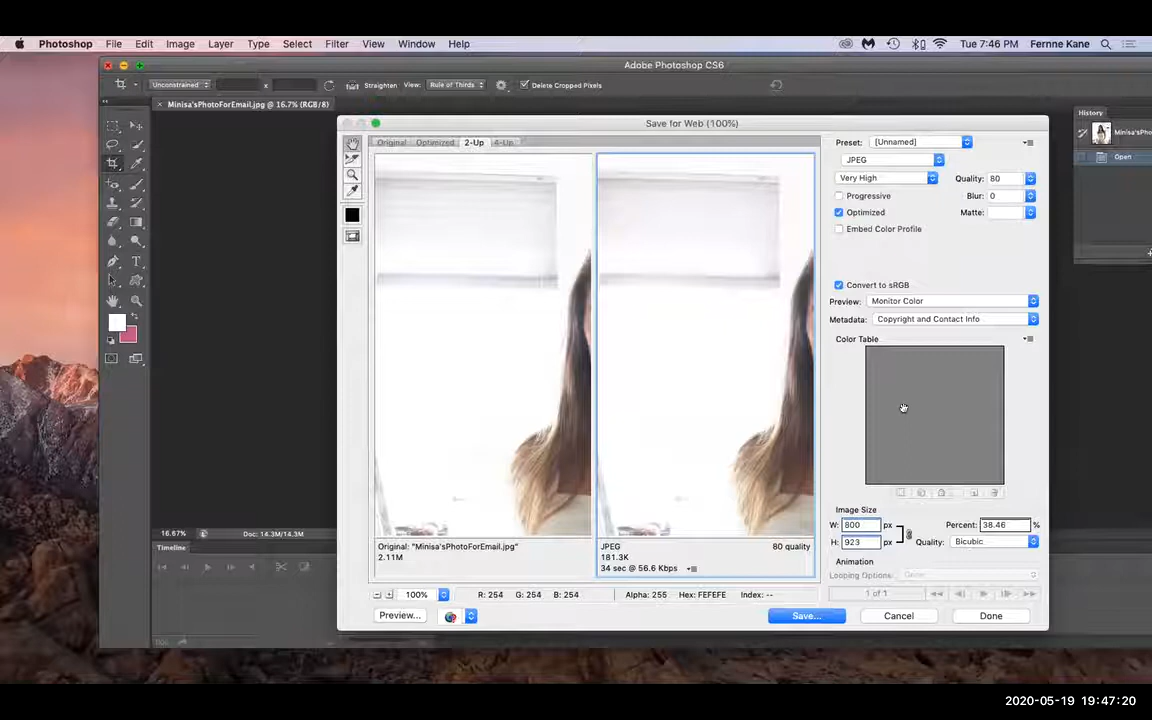 Photoshop File Edit Image Layer Type Select Filter View Window Help Tue 7:46 PM Fernne Kane
Adobe Photoshop CS6
Unconstrained x Straighten View: Rule of Thirds Delete Cropped Pixels
Minisa'sPhotoForEmail.jpg @ 16.7% (RGB/8)
History
Minisa'sPho
Open
Save for Web (100%)
Original Optimized 2-Up 4-Up
Preset: [Unnamed]
JPEG
Very High Quality: 80
Progressive Blur: 0
Optimized Matte:
Embed Color Profile
Convert to sRGB
Preview: Monitor Color
Metadata: Copyright and Contact Info
Color Table
Image Size
W: 800 px Percent: 38.46 %
H: 923 px Quality: Bicubic
Animation
Looping Options: Once
1 of 1
Original: "Minisa'sPhotoForEmail.jpg"
2.11M
JPEG 80 quality
181.3K
34 sec @ 56.6 Kbps
100% R: 254 G: 254 B: 254 Alpha: 255 Hex: FEFEFE Index: --
Preview... Save... Cancel Done
16.67% Doc: 14.3M/14.3M
Timeline
2020-05-19 19:47:20